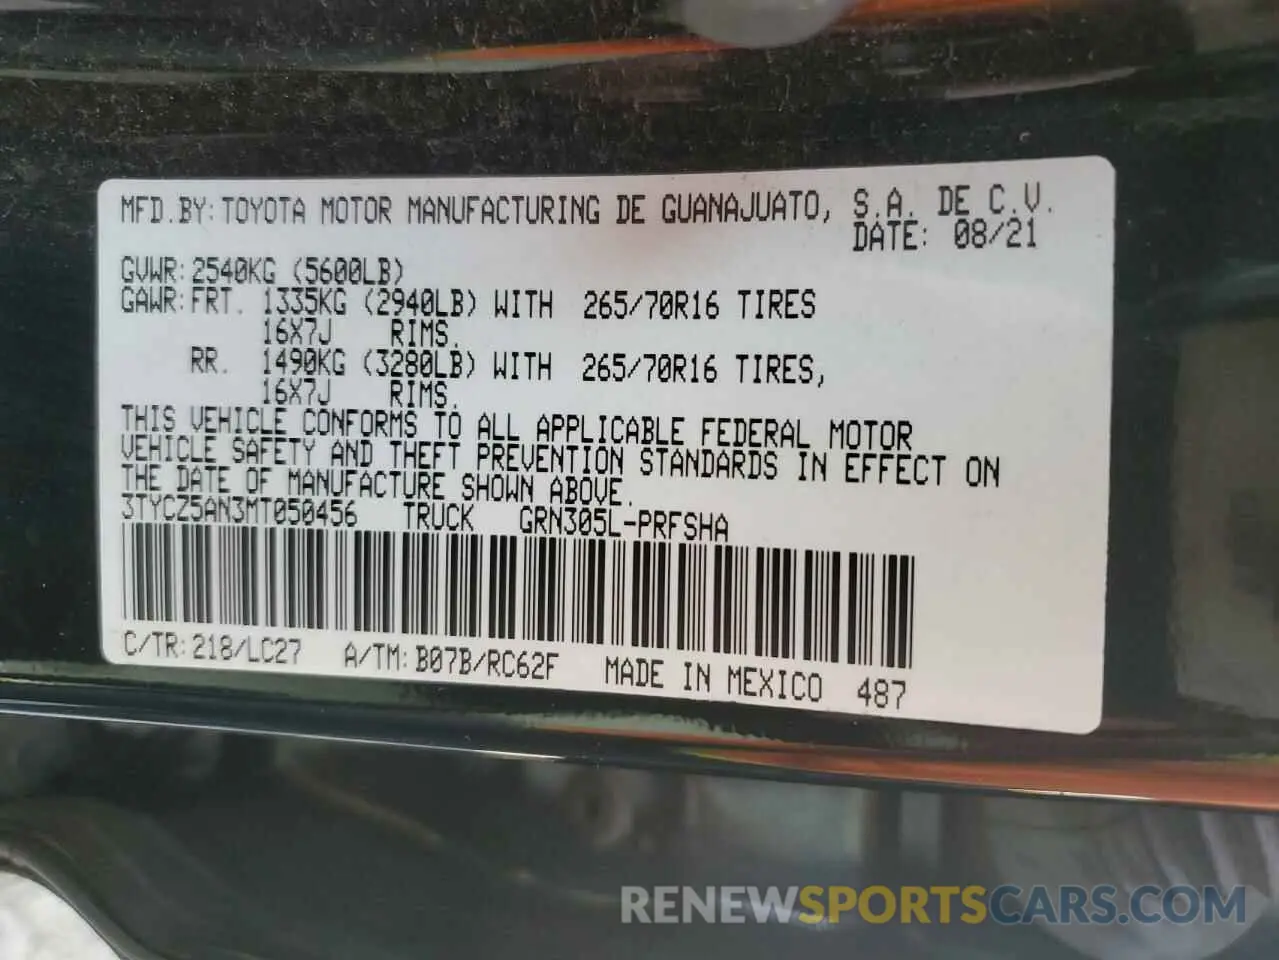 MFD.BY: TOYOTA MOTOR MANUFACTURING DE GUANAJUATO, S.A. DE C.V.
DATE: 08/21
GVWR: 2540KG (5600LB)
GAWR: FRT. 1335KG (2940LB) WITH 265/70R16 TIRES
16X7J RIMS.
RR. 1490KG (3280LB) WITH 265/70R16 TIRES,
16X7J RIMS.
THIS VEHICLE CONFORMS TO ALL APPLICABLE FEDERAL MOTOR
VEHICLE SAFETY AND THEFT PREVENTION STANDARDS IN EFFECT ON
THE DATE OF MANUFACTURE SHOWN ABOVE.
3TYCZ5AN3MT050456 TRUCK GRN305L-PRFSHA
C/TR: 218/LC27 A/TM: B07B/RC62F MADE IN MEXICO 487
RENEWSPORTSCARS.COM